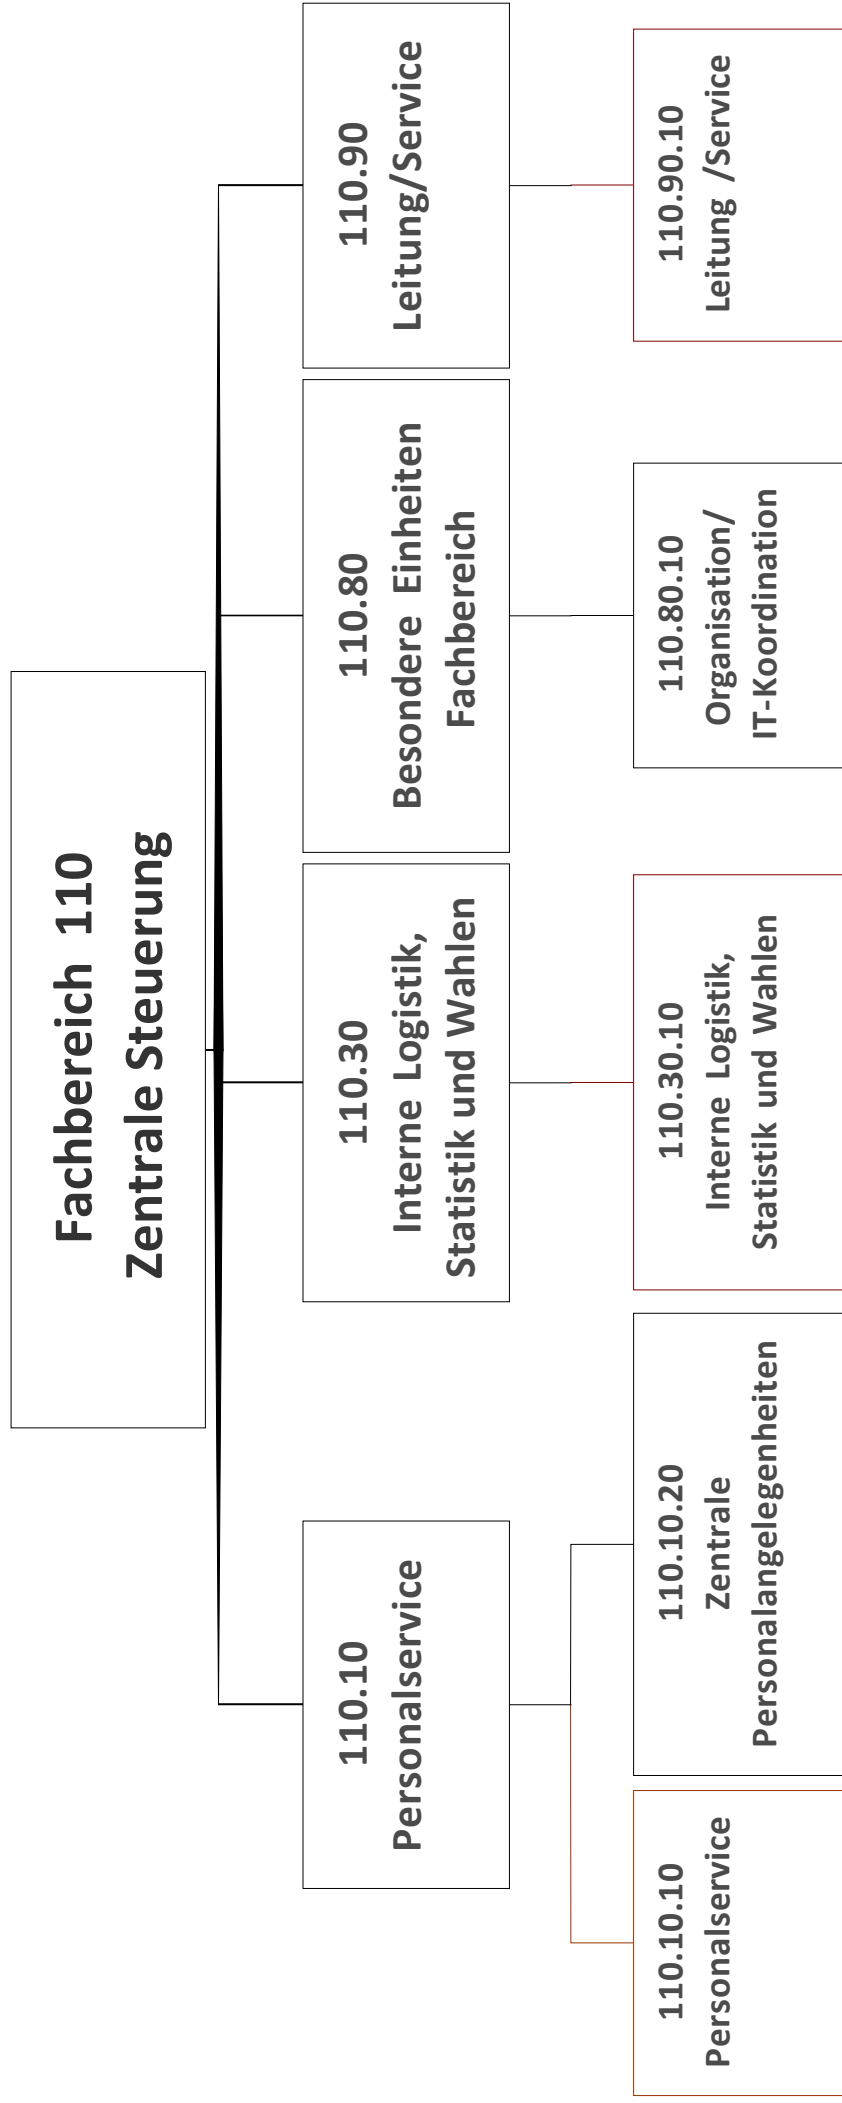 Fachbereich 110
Zentrale Steuerung
110.10
Personalservice
110.30
Interne Logistik,
Statistik und Wahlen
110.80
Besondere Einheiten
Fachbereich
110.90
Leitung/Service
110.10.10
Personalservice
110.10.20
Zentrale
Personalangelegenheiten
110.30.10
Interne Logistik,
Statistik und Wahlen
110.80.10
Organisation/
IT-Koordination
110.90.10
Leitung /Service